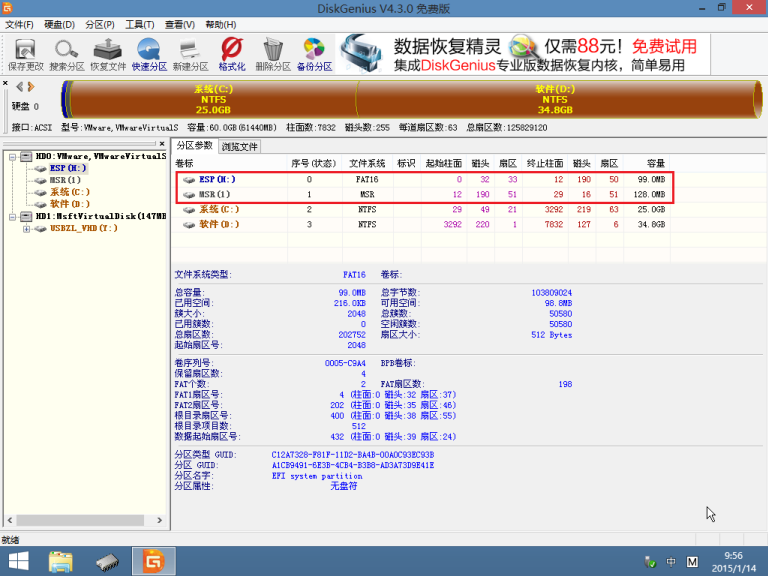 DiskGenius V4.3.0 免费版
文件(F) 硬盘(D) 分区(P) 工具(T) 查看(V) 帮助(H)
保存更改 搜索分区 恢复文件 快速分区 新建分区 格式化 删除分区 备份分区
数据恢复精灵 仅需88元！免费试用
集成DiskGenius专业版数据恢复内核，简单易用
硬盘 0
系统(C:)
NTFS
25.0GB
软件(D:)
NTFS
34.8GB
接口:ACSI 型号:VMware,VMwareVirtualS 容量:60.0GB(61440MB) 柱面数:7832 磁头数:255 每道扇区数:63 总扇区数:125829120
HD0:VMware,VMwareVirtualS
ESP(H:)
MSR(1)
系统(C:)
软件(D:)
HD1:MsftVirtualDisk(147MB
USBZL_VHD(Y:)
分区参数 浏览文件
卷标 序号(状态) 文件系统 标识 起始柱面 磁头 扇区 终止柱面 磁头 扇区 容量
ESP(H:) 0 FAT16 0 32 33 12 190 50 99.0MB
MSR(1) 1 MSR 12 190 51 29 16 51 128.0MB
系统(C:) 2 NTFS 29 49 21 3292 219 63 25.0GB
软件(D:) 3 NTFS 3292 220 1 7832 127 6 34.8GB
文件系统类型: FAT16 卷标:
总容量: 99.0MB 总字节数: 103809024
已用空间: 216.0KB 可用空间: 98.8MB
簇大小: 2048 总簇数: 50580
已用簇数: 0 空闲簇数: 50580
总扇区数: 202752 扇区大小: 512 Bytes
起始扇区号: 2048
卷序列号: 0005-C9A4 BPB卷标:
保留扇区数: 4
FAT个数: 2 FAT扇区数: 198
FAT1扇区号: 4 (柱面:0 磁头:32 扇区:37)
FAT2扇区号: 202 (柱面:0 磁头:35 扇区:46)
根目录扇区号: 400 (柱面:0 磁头:38 扇区:55)
根目录项目数: 512
数据起始扇区号: 432 (柱面:0 磁头:39 扇区:24)
分区类型 GUID: C12A7328-F81F-11D2-BA4B-00A0C93EC93B
分区 GUID: A1CB9491-6E3B-4CB4-B3B8-AD3A73D9E41E
分区名字: EFI system partition
分区属性: 无盘符
就绪
中 M
9:56
2015/1/14